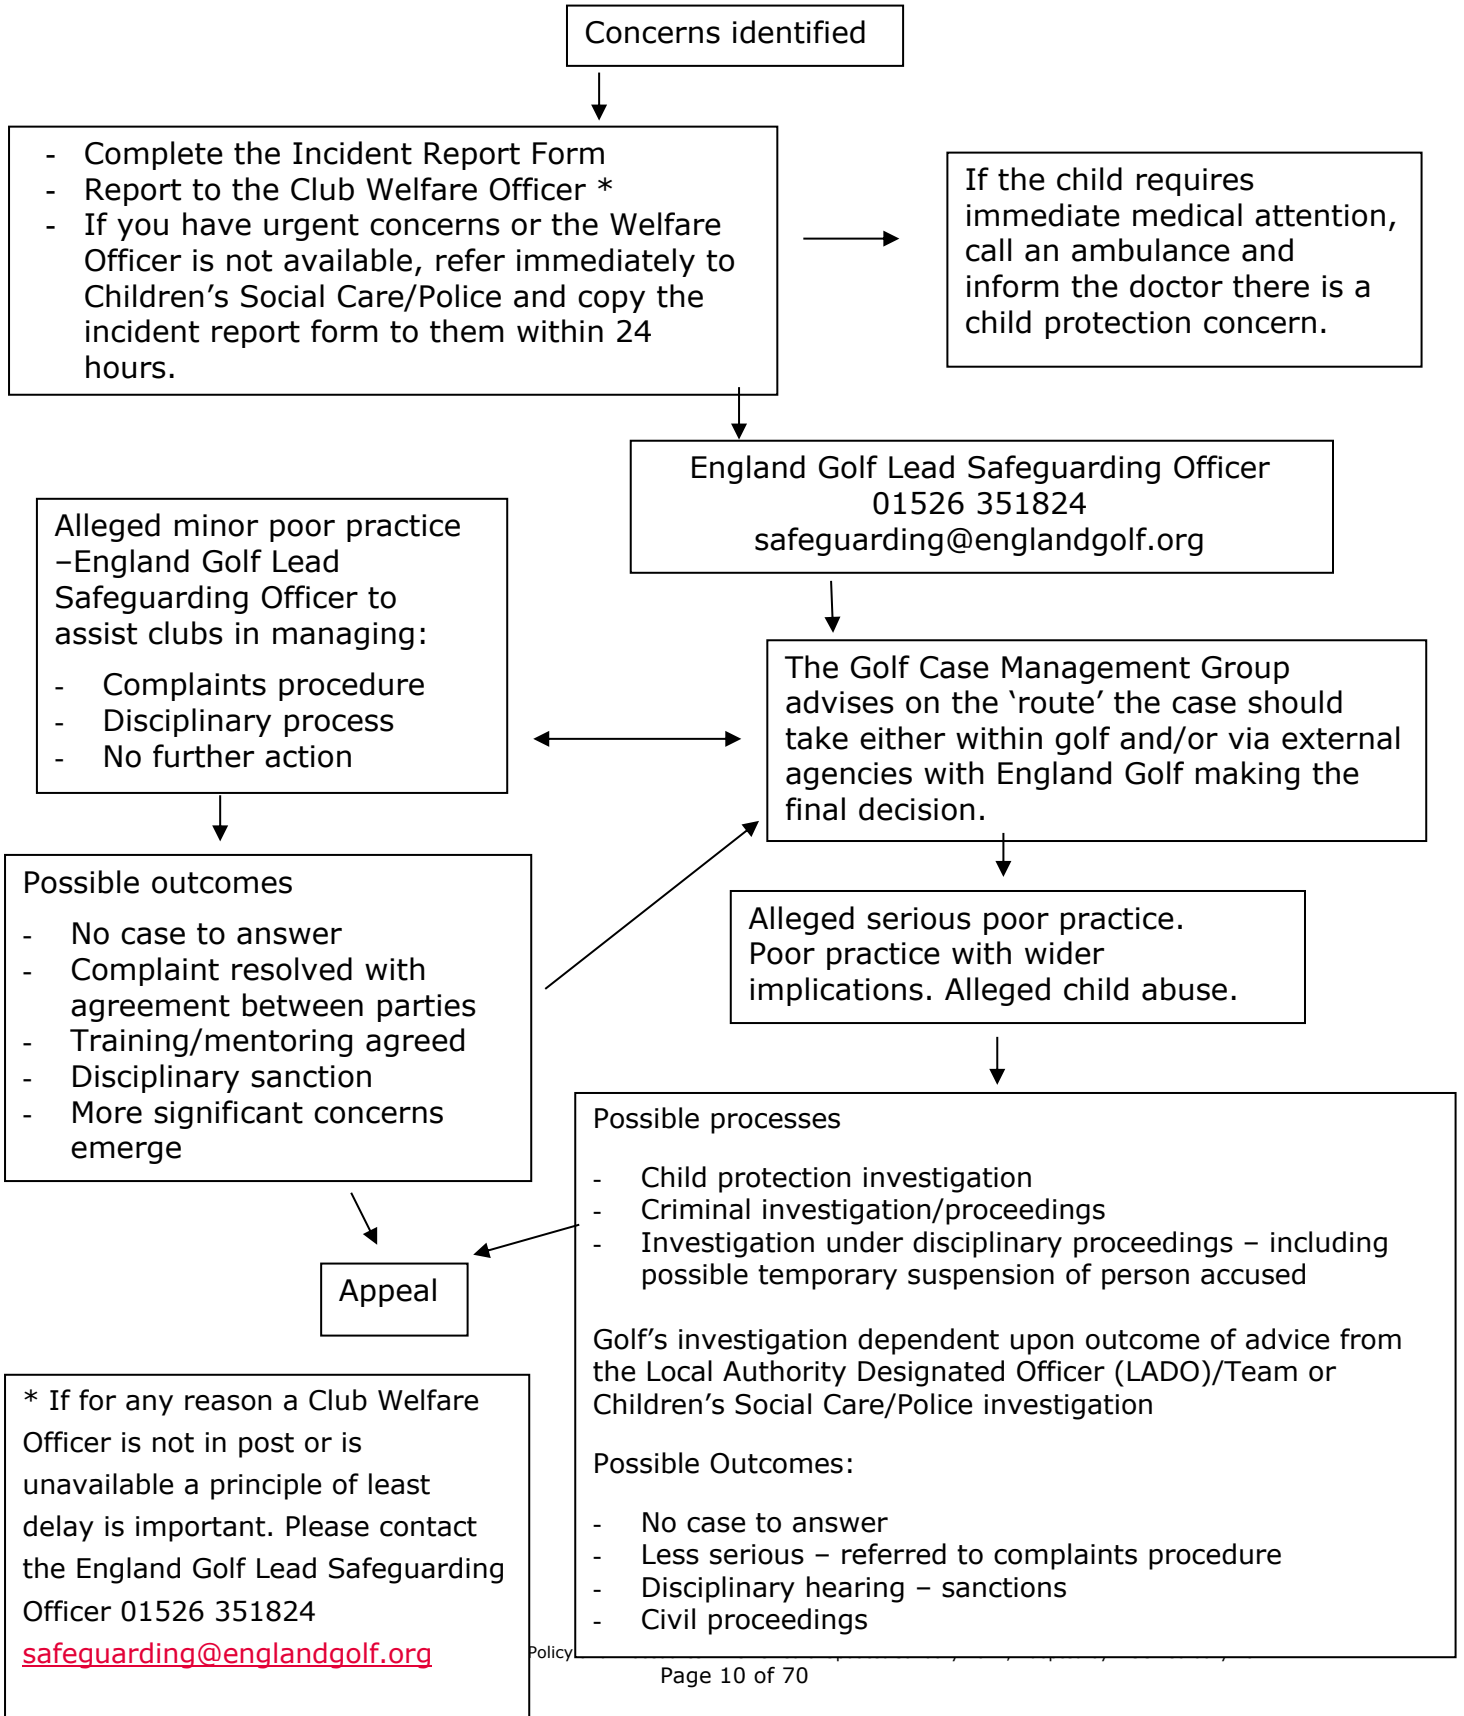 Concerns identified
- Complete the Incident Report Form
- Report to the Club Welfare Officer *
- If you have urgent concerns or the Welfare
Officer is not available, refer immediately to
Children’s Social Care/Police and copy the
incident report form to them within 24
hours.
If the child requires
immediate medical attention,
call an ambulance and
inform the doctor there is a
child protection concern.
England Golf Lead Safeguarding Officer
01526 351824
safeguarding@englandgolf.org
Alleged minor poor practice
–England Golf Lead
Safeguarding Officer to
assist clubs in managing:
- Complaints procedure
- Disciplinary process
- No further action
The Golf Case Management Group
advises on the ‘route’ the case should
take either within golf and/or via external
agencies with England Golf making the
final decision.
Possible outcomes
- No case to answer
- Complaint resolved with
agreement between parties
- Training/mentoring agreed
- Disciplinary sanction
- More significant concerns
emerge
Alleged serious poor practice.
Poor practice with wider
implications. Alleged child abuse.
Possible processes
- Child protection investigation
- Criminal investigation/proceedings
- Investigation under disciplinary proceedings – including
possible temporary suspension of person accused
Golf’s investigation dependent upon outcome of advice from
the Local Authority Designated Officer (LADO)/Team or
Children’s Social Care/Police investigation
Possible Outcomes:
- No case to answer
- Less serious – referred to complaints procedure
- Disciplinary hearing – sanctions
- Civil proceedings
Appeal
* If for any reason a Club Welfare
Officer is not in post or is
unavailable a principle of least
delay is important. Please contact
the England Golf Lead Safeguarding
Officer 01526 351824
safeguarding@englandgolf.org
Policy
Page 10 of 70